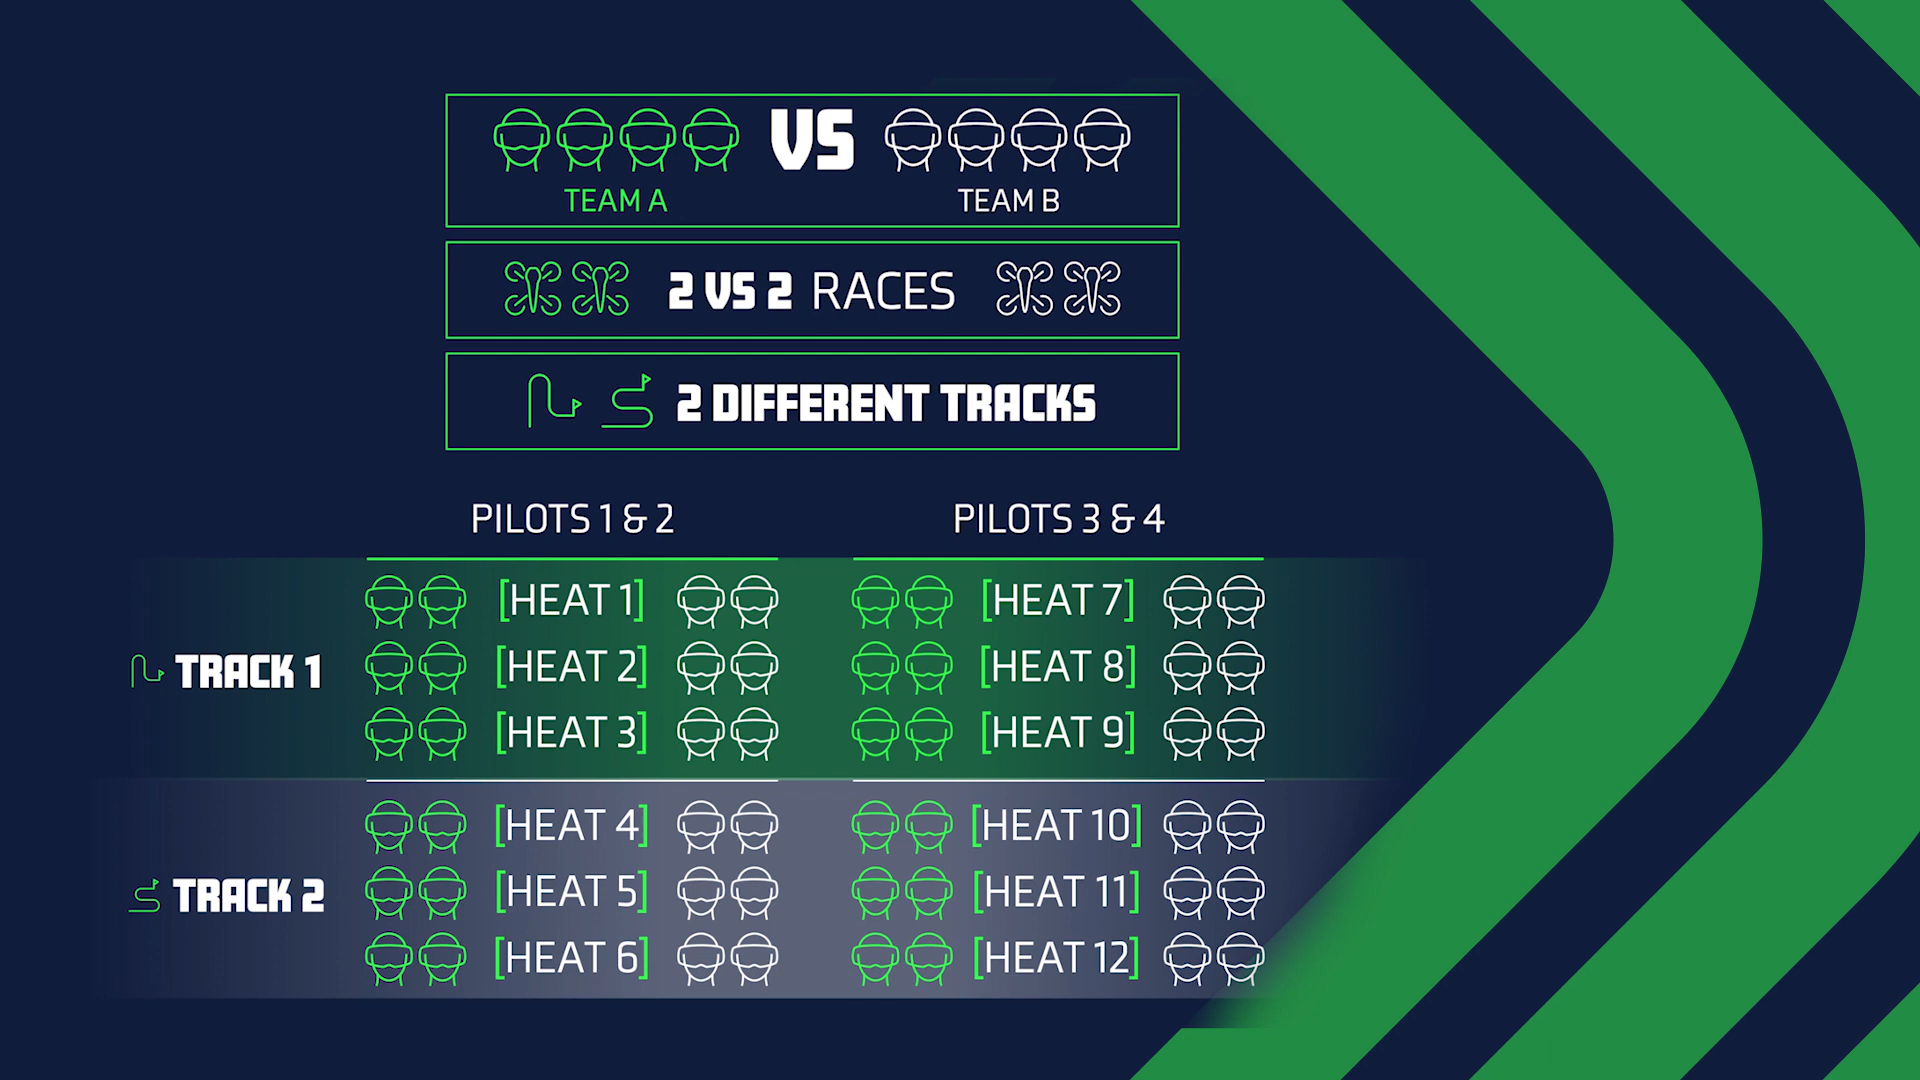 VS
TEAM A TEAM B
2 VS 2 RACES
2 DIFFERENT TRACKS
PILOTS 1 & 2 PILOTS 3 & 4
TRACK 1
[HEAT 1] [HEAT 7]
[HEAT 2] [HEAT 8]
[HEAT 3] [HEAT 9]
TRACK 2
[HEAT 4] [HEAT 10]
[HEAT 5] [HEAT 11]
[HEAT 6] [HEAT 12]